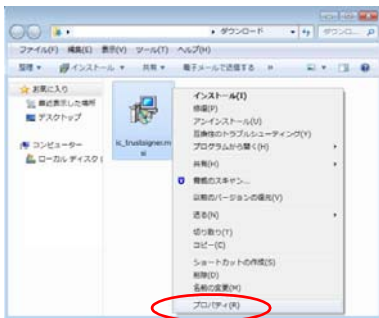 ダウンロード
ダウンロ...
ファイル(F) 編集(E) 表示(V) ツール(T) ヘルプ(H)
整理 インストール 共有 電子メールで送信する »
お気に入り
最近表示した場所
デスクトップ
コンピューター
ローカル ディスク (
ic_trustsigner.m
si
インストール(I)
修復(P)
アンインストール(U)
互換性のトラブルシューティング(Y)
プログラムから開く(H)
共有(H)
脅威のスキャン...
以前のバージョンの復元(V)
送る(N)
切り取り(T)
コピー(C)
ショートカットの作成(S)
削除(D)
名前の変更(M)
プロパティ(R)